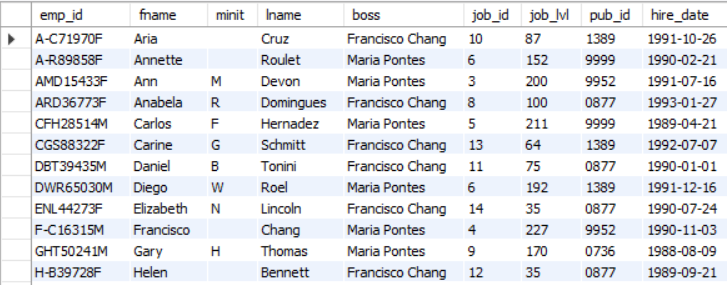 emp_id fname minit lname boss job_id job_lvl pub_id hire_date
A-C71970F Aria Cruz Francisco Chang 10 87 1389 1991-10-26
A-R89858F Annette Roulet Maria Pontes 6 152 9999 1990-02-21
AMD15433F Ann M Devon Maria Pontes 3 200 9952 1991-07-16
ARD36773F Anabela R Domingues Francisco Chang 8 100 0877 1993-01-27
CFH28514M Carlos F Hernadez Maria Pontes 5 211 9999 1989-04-21
CGS88322F Carine G Schmitt Francisco Chang 13 64 1389 1992-07-07
DBT39435M Daniel B Tonini Francisco Chang 11 75 0877 1990-01-01
DWR65030M Diego W Roel Maria Pontes 6 192 1389 1991-12-16
ENL44273F Elizabeth N Lincoln Francisco Chang 14 35 0877 1990-07-24
F-C16315M Francisco Chang Maria Pontes 4 227 9952 1990-11-03
GHT50241M Gary H Thomas Maria Pontes 9 170 0736 1988-08-09
H-B39728F Helen Bennett Francisco Chang 12 35 0877 1989-09-21